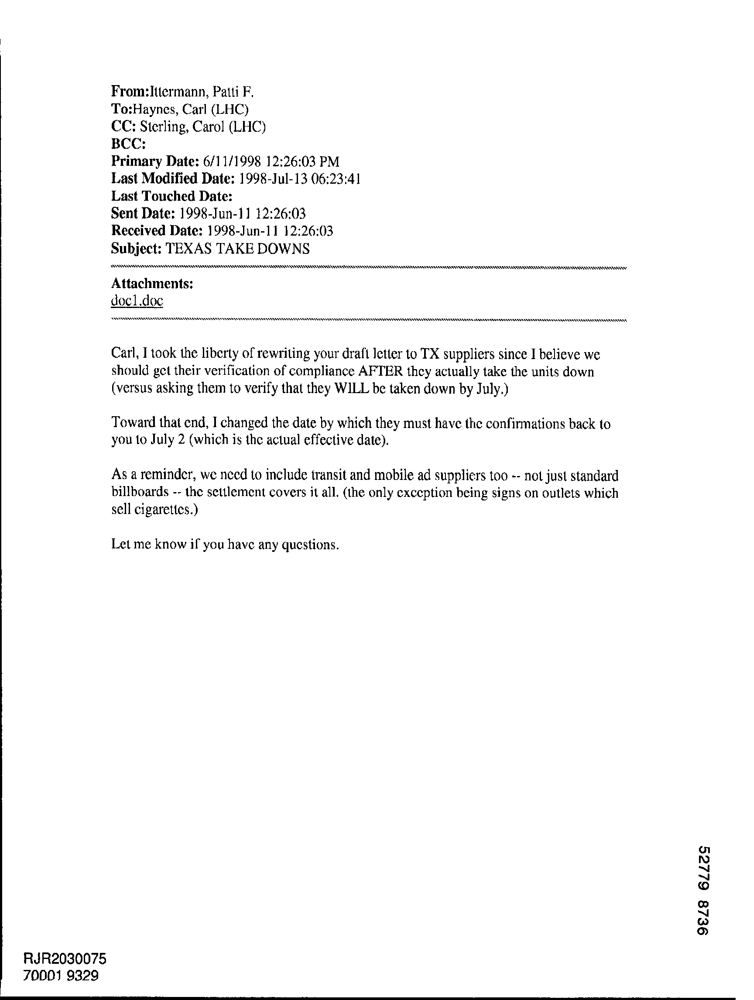 From:Ittermann, Patti F.
To:Haynes, Carl (LHC)
CC: Sterling, Carol (LHC)
BCC:
Primary Date: 6/11/1998 12:26:03 PM
Last Modified Date: 1998-Jul-13 06:23:41
Last Touched Date:
Sent Date: 1998-Jun-11 12:26:03
Received Date: 1998-Jun-11 12:26:03
Subject: TEXAS TAKE DOWNS
Attachments:
doc1.doc
Carl, I took the liberty of rewriting your draft letter to TX suppliers since I believe we
should get their verification of compliance AFTER they actually take the units down
(versus asking them to verify that they WILL be taken down by July.)
Toward that end, I changed the date by which they must have the confirmations back to
you to July 2 (which is the actual effective date).
As a reminder, we need to include transit and mobile ad suppliers too -- not just standard
billboards -- the settlement covers it all. (the only exception being signs on outlets which
sell cigarettes.)
Let me know if you have any questions.
52779 8736
RJR2030075
70001 9329